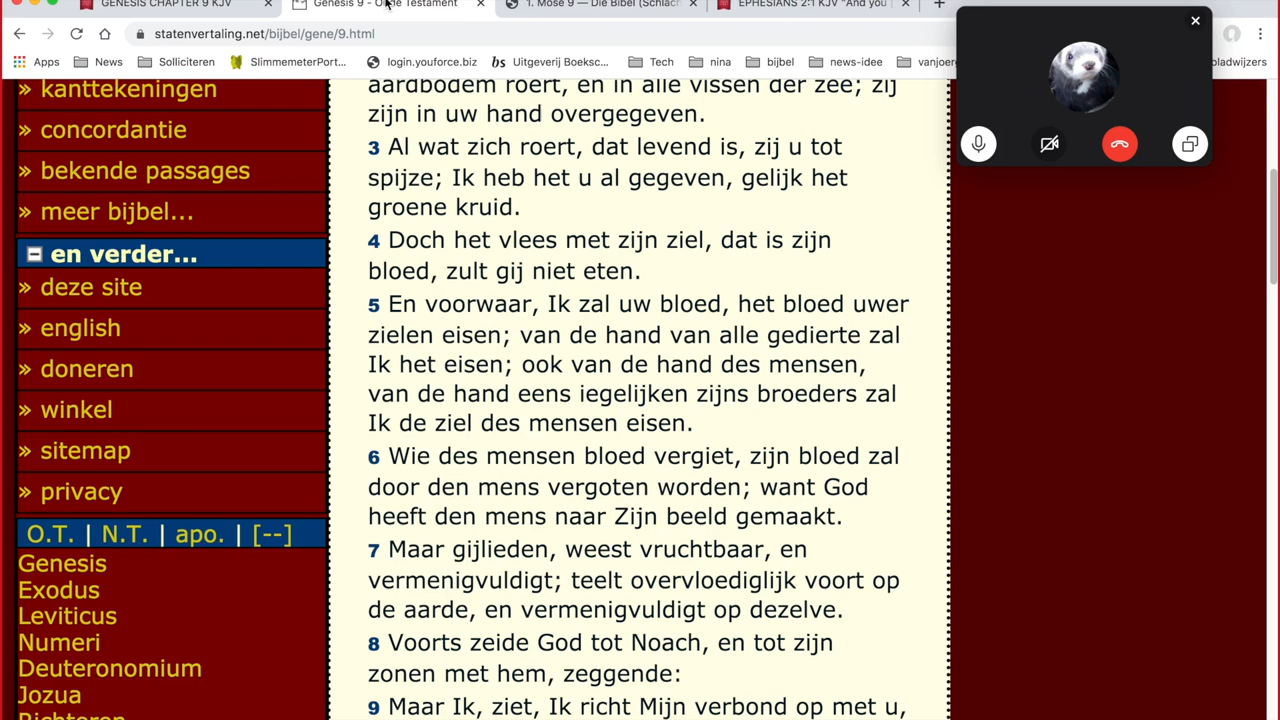 GENESIS CHAPTER 9 KJV
Genesis 9 - Testament
1. Mose 9 — Die Bibel (Schlach
EPHESIANS 2:1 KJV "And you
statenvertaling.net/bijbel/gene/9.html
Apps News Solliciteren SlimmemeterPort... login.youforce.biz Uitgeverij Boeksc... Tech nina bijbel news-idee
» kanttekeningen
» concordantie
» bekende passages
» meer bijbel...
en verder...
» deze site
» english
» doneren
» winkel
» sitemap
» privacy
O.T. | N.T. | apo. | [--]
Genesis
Exodus
Leviticus
Numeri
Deuteronomium
Jozua
Richteren
aardbodem roert, en in alle vissen der zee; zij
zijn in uw hand overgegeven.
3 Al wat zich roert, dat levend is, zij u tot
spijze; Ik heb het u al gegeven, gelijk het
groene kruid.
4 Doch het vlees met zijn ziel, dat is zijn
bloed, zult gij niet eten.
5 En voorwaar, Ik zal uw bloed, het bloed uwer
zielen eisen; van de hand van alle gedierte zal
Ik het eisen; ook van de hand des mensen,
van de hand eens iegelijken zijns broeders zal
Ik de ziel des mensen eisen.
6 Wie des mensen bloed vergiet, zijn bloed zal
door den mens vergoten worden; want God
heeft den mens naar Zijn beeld gemaakt.
7 Maar gijlieden, weest vruchtbaar, en
vermenigvuldigt; teelt overvloediglijk voort op
de aarde, en vermenigvuldigt op dezelve.
8 Voorts zeide God tot Noach, en tot zijn
zonen met hem, zeggende:
9 Maar Ik, ziet, Ik richt Mijn verbond op met u,